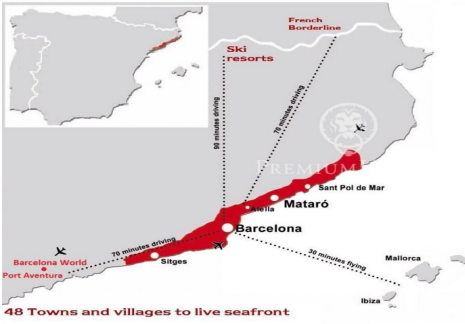 French
Borderline
Ski
resorts
90 minutes driving
70 minutes driving
PREMIUM
Sant Pol de Mar
Mataró
Alella
Barcelona
70 minutes driving
30 minutes flying
Barcelona World
Port Aventura
Sitges
Mallorca
Ibiza
48 Towns and villages to live seafront